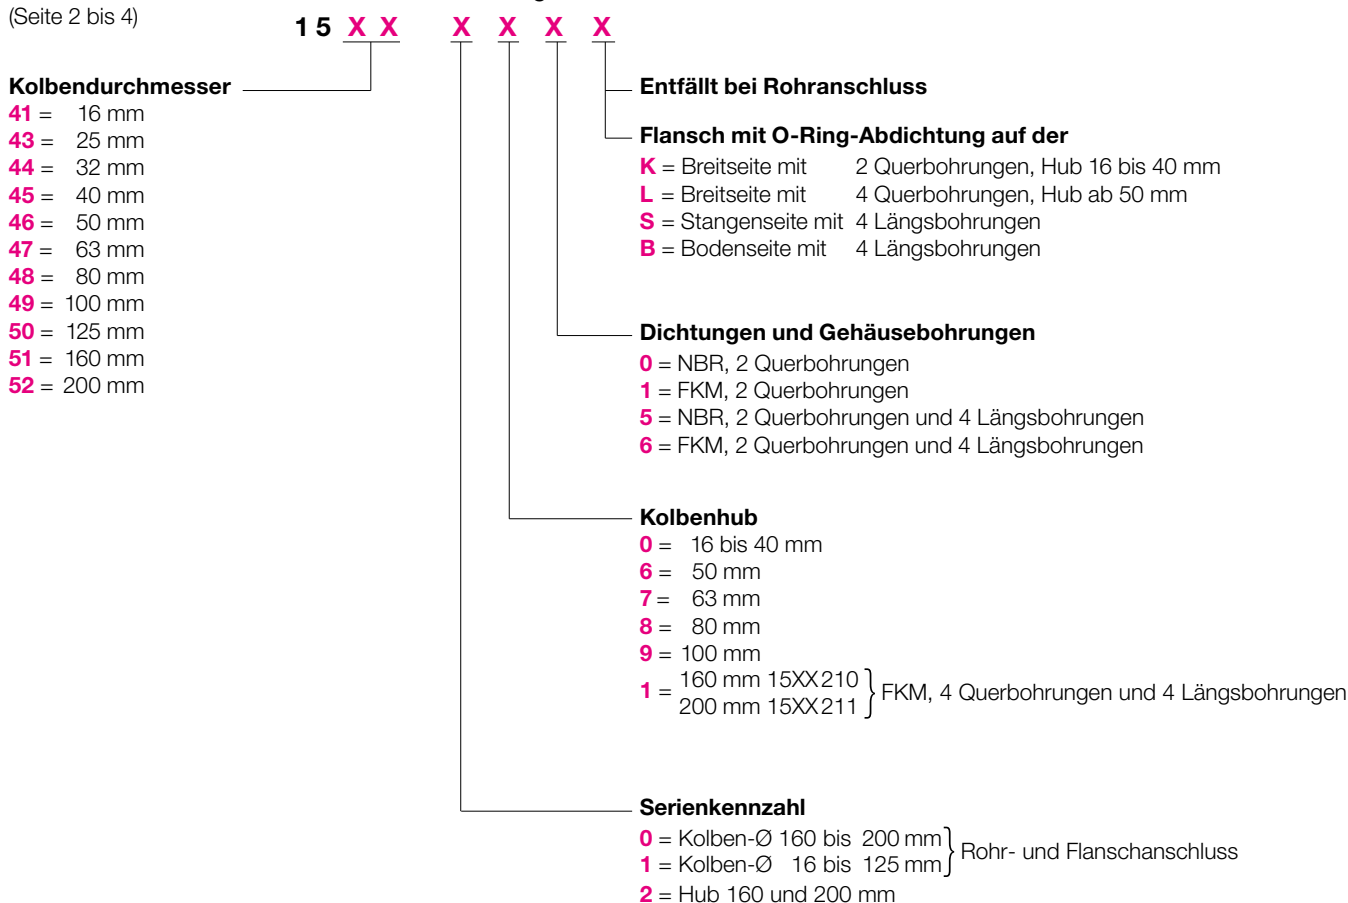 (Seite 2 bis 4)
1 5 X X X X X X
Kolbendurchmesser
41 = 16 mm
43 = 25 mm
44 = 32 mm
45 = 40 mm
46 = 50 mm
47 = 63 mm
48 = 80 mm
49 = 100 mm
50 = 125 mm
51 = 160 mm
52 = 200 mm
Entfällt bei Rohranschluss
Flansch mit O-Ring-Abdichtung auf der
K = Breitseite mit 2 Querbohrungen, Hub 16 bis 40 mm
L = Breitseite mit 4 Querbohrungen, Hub ab 50 mm
S = Stangenseite mit 4 Längsbohrungen
B = Bodenseite mit 4 Längsbohrungen
Dichtungen und Gehäusebohrungen
0 = NBR, 2 Querbohrungen
1 = FKM, 2 Querbohrungen
5 = NBR, 2 Querbohrungen und 4 Längsbohrungen
6 = FKM, 2 Querbohrungen und 4 Längsbohrungen
Kolbenhub
0 = 16 bis 40 mm
6 = 50 mm
7 = 63 mm
8 = 80 mm
9 = 100 mm
1 = 160 mm 15XX210
200 mm 15XX211 } FKM, 4 Querbohrungen und 4 Längsbohrungen
Serienkennzahl
0 = Kolben-Ø 160 bis 200 mm
1 = Kolben-Ø 16 bis 125 mm } Rohr- und Flanschanschluss
2 = Hub 160 und 200 mm